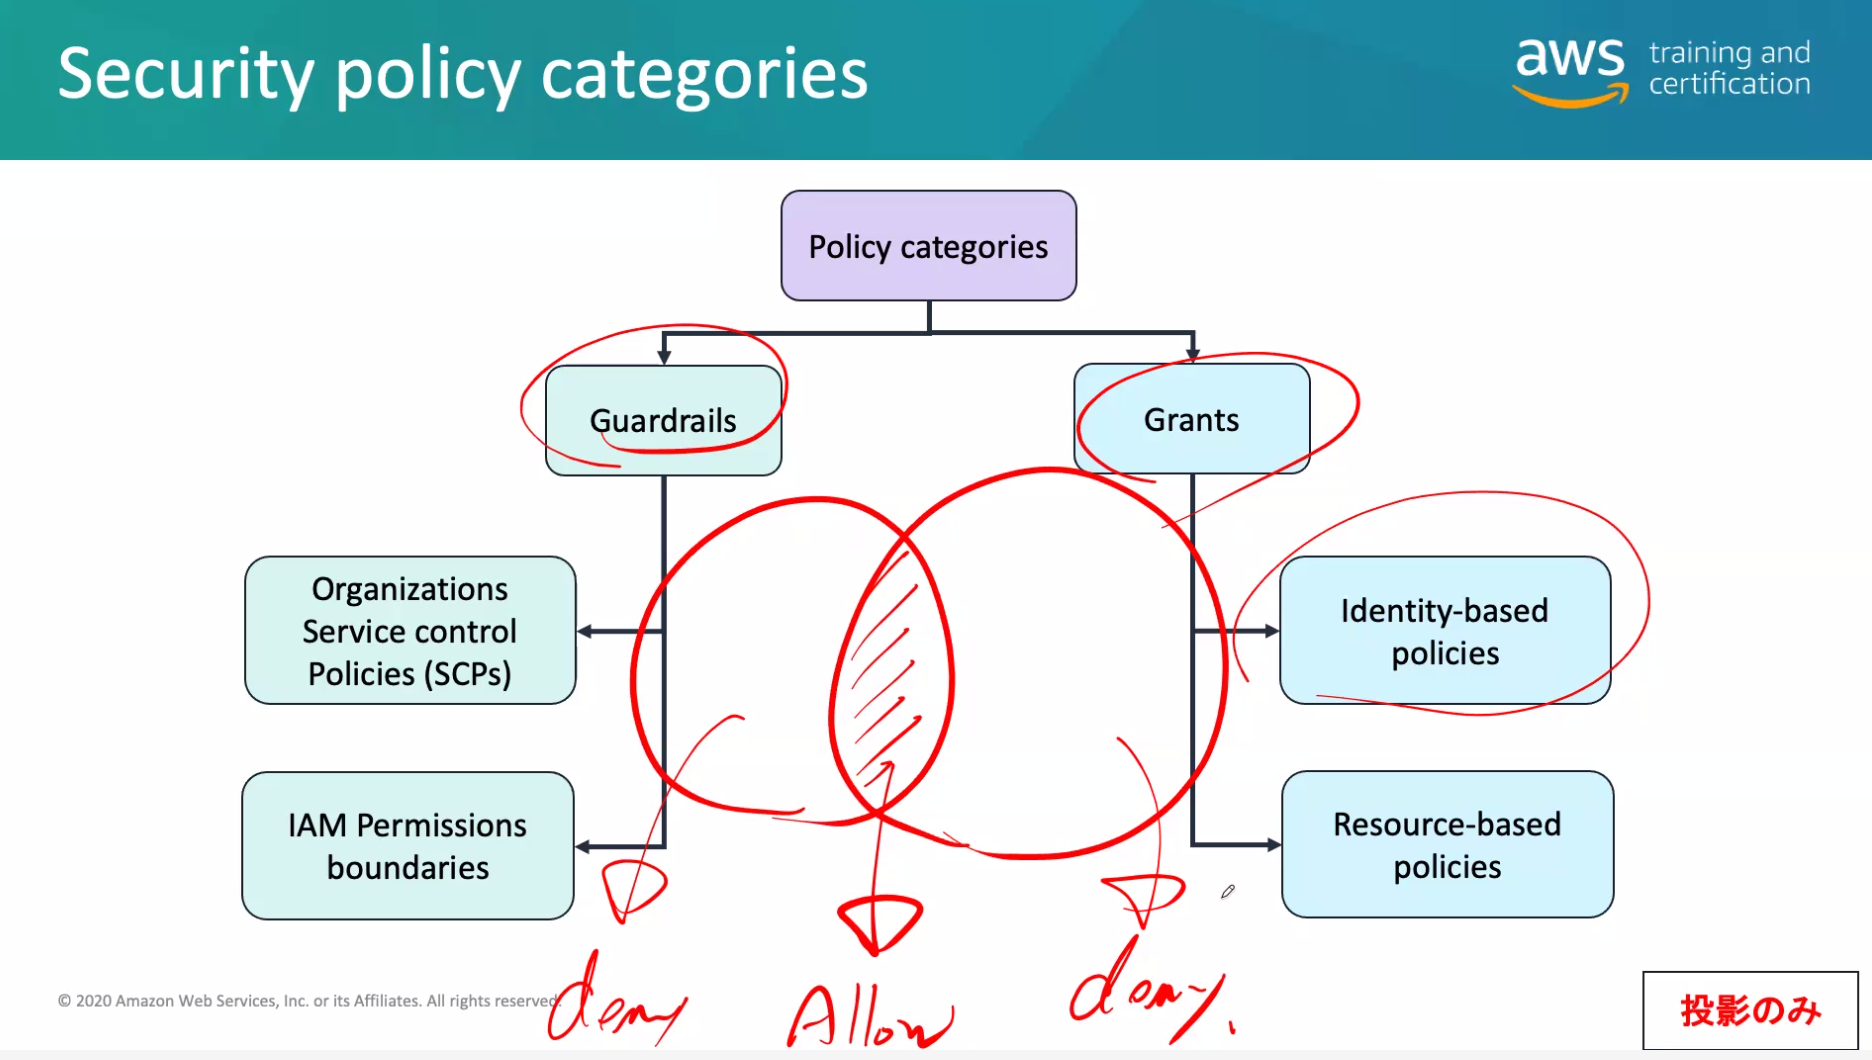 Security policy categories
aws
training and
certification
Policy categories
Guardrails
Grants
Organizations
Service control
Policies (SCPs)
Identity-based
policies
IAM Permissions
boundaries
Resource-based
policies
deny
Allow
deny.
© 2020 Amazon Web Services, Inc. or its Affiliates. All rights reserved.
投影のみ